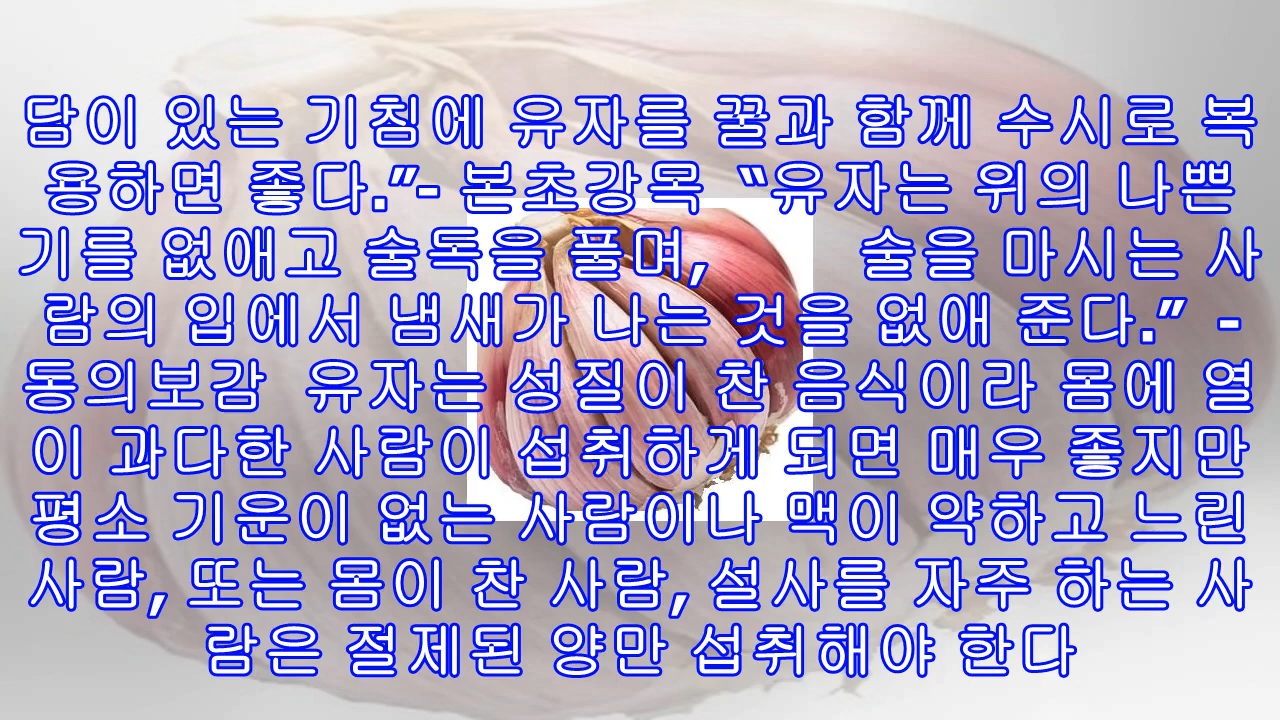 담이 있는 기침에 유자를 꿀과 함께 수시로 복
용하면 좋다.”- 본초강목 “유자는 위의 나쁜
기를 없애고 술독을 풀며, 술을 마시는 사
람의 입에서 냄새가 나는 것을 없애 준다.” -
동의보감 유자는 성질이 찬 음식이라 몸에 열
이 과다한 사람이 섭취하게 되면 매우 좋지만
평소 기운이 없는 사람이나 맥이 약하고 느린
사람, 또는 몸이 찬 사람, 설사를 자주 하는 사
람은 절제된 양만 섭취해야 한다